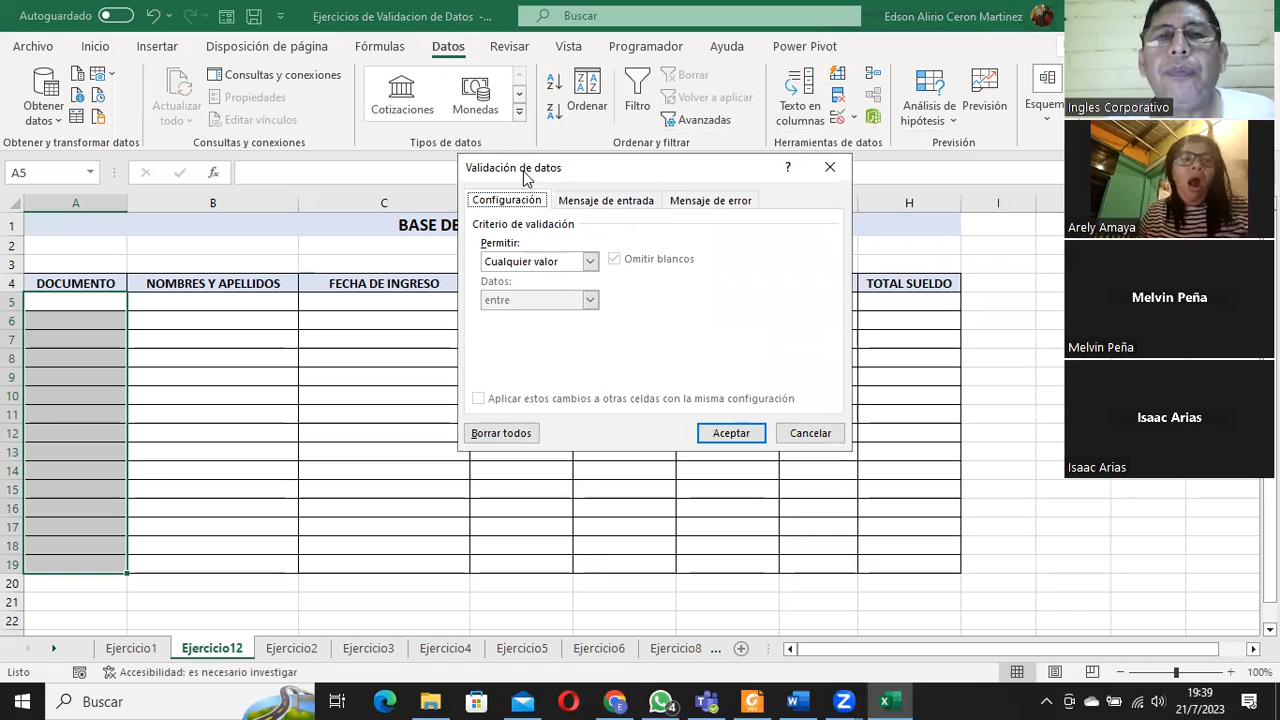 Autoguardado
Ejercicios de Validacion de Datos -...
Buscar
Edson Alirio Ceron Martinez
Archivo
Inicio
Insertar
Disposición de página
Fórmulas
Datos
Revisar
Vista
Programador
Ayuda
Power Pivot
Obtener datos
Consultas y conexiones
Actualizar todo
Propiedades
Editar vínculos
Cotizaciones
Monedas
Ordenar
Filtro
Borrar
Volver a aplicar
Avanzadas
Texto en columnas
Análisis de hipótesis
Previsión
Esquem
Obtener y transformar datos
Consultas y conexiones
Tipos de datos
Ordenar y filtrar
Herramientas de datos
Previsión
Ingles Corporativo
A5
fx
Validación de datos
?
Configuración
Mensaje de entrada
Mensaje de error
Criterio de validación
Permitir:
Cualquier valor
Omitir blancos
Datos:
entre
Aplicar estos cambios a otras celdas con la misma configuración
Borrar todos
Aceptar
Cancelar
A B C H I
1 BASE DE
2
3
4 DOCUMENTO NOMBRES Y APELLIDOS FECHA DE INGRESO TOTAL SUELDO
5
6
7
8
9
10
11
12
13
14
15
16
17
18
19
20
21
22
Arely Amaya
Melvin Peña
Melvin Peña
Isaac Arias
Isaac Arias
Ejercicio1
Ejercicio12
Ejercicio2
Ejercicio3
Ejercicio4
Ejercicio5
Ejercicio6
Ejercicio8
...
Listo
Accesibilidad: es necesario investigar
100%
Buscar
4
19:39
21/7/2023